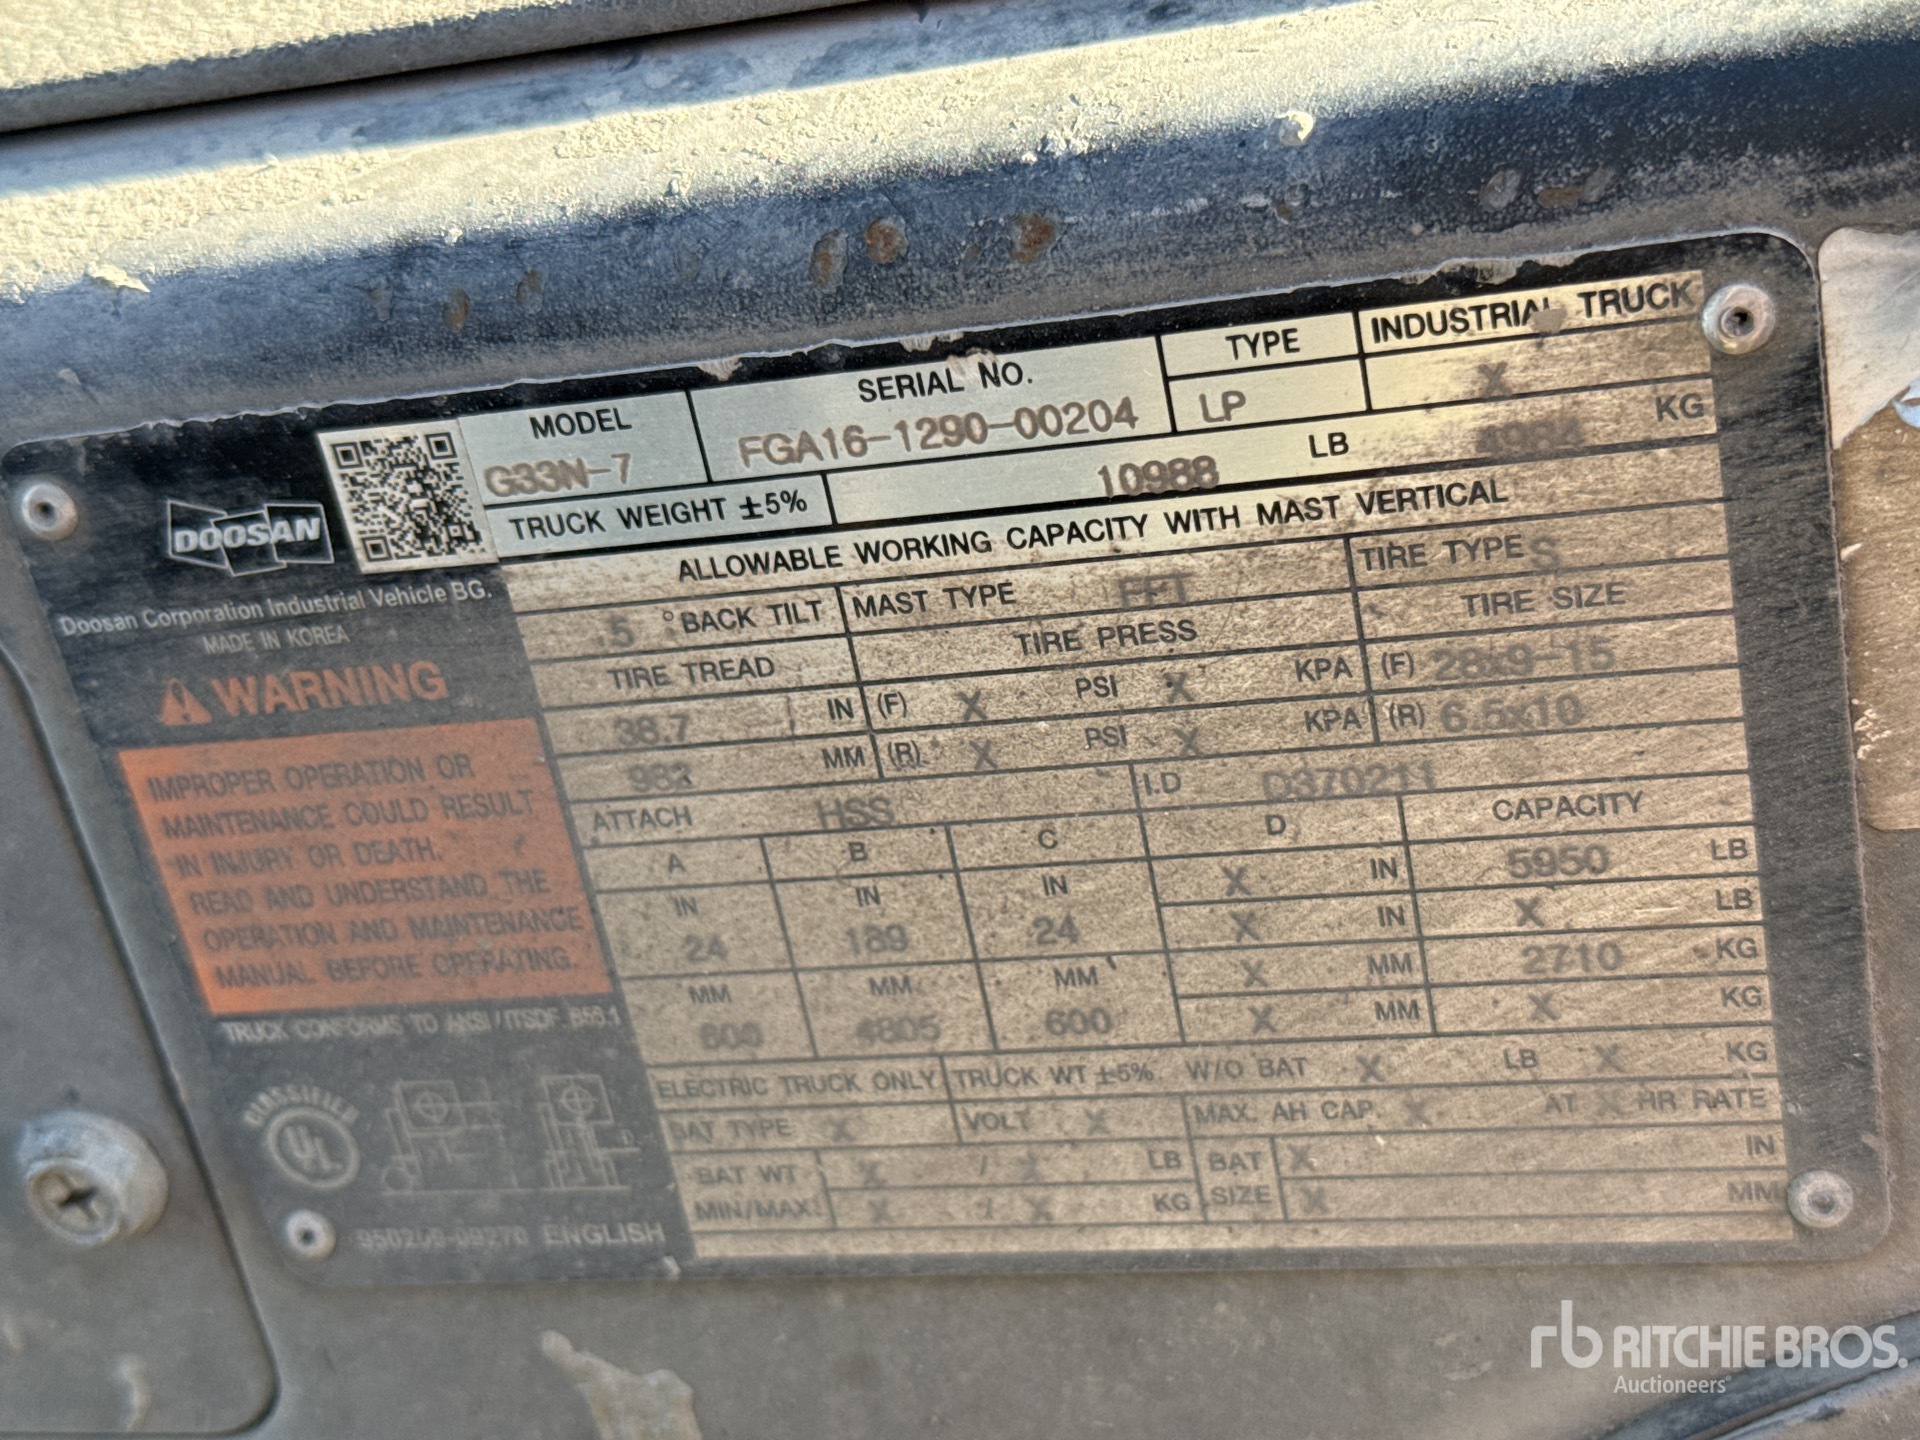 MODEL SERIAL NO. TYPE INDUSTRIAL TRUCK
G33N-7 FGA16-1290-00204 LP X
TRUCK WEIGHT ±5% 10988 LB 4984 KG
ALLOWABLE WORKING CAPACITY WITH MAST VERTICAL
5 °BACK TILT MAST TYPE FFT TIRE TYPE S
TIRE TREAD TIRE PRESS TIRE SIZE
38.7 IN (F) X PSI X KPA (F) 28x9-15
983 MM (R) X PSI X KPA (R) 6.5x10
ATTACH HSS I.D D370211
A B C D CAPACITY
IN IN IN X IN 5950 LB
24 189 24 X IN X LB
MM MM MM X MM 2710 KG
600 4805 600 X MM X KG
ELECTRIC TRUCK ONLY TRUCK WT ±5% W/O BAT X LB X KG
BAT TYPE X VOLT X MAX. AH CAP. X AT X HR RATE
BAT WT X / X LB BAT X IN
MIN/MAX X / X KG SIZE X MM
DOOSAN
Doosan Corporation Industrial Vehicle BG.
MADE IN KOREA
WARNING
IMPROPER OPERATION OR
MAINTENANCE COULD RESULT
IN INJURY OR DEATH.
READ AND UNDERSTAND THE
OPERATION AND MAINTENANCE
MANUAL BEFORE OPERATING.
TRUCK CONFORMS TO ANSI / ITSDF B56.1
CLASSIFIED
UL
ENGLISH
rb RITCHIE BROS.
Auctioneers